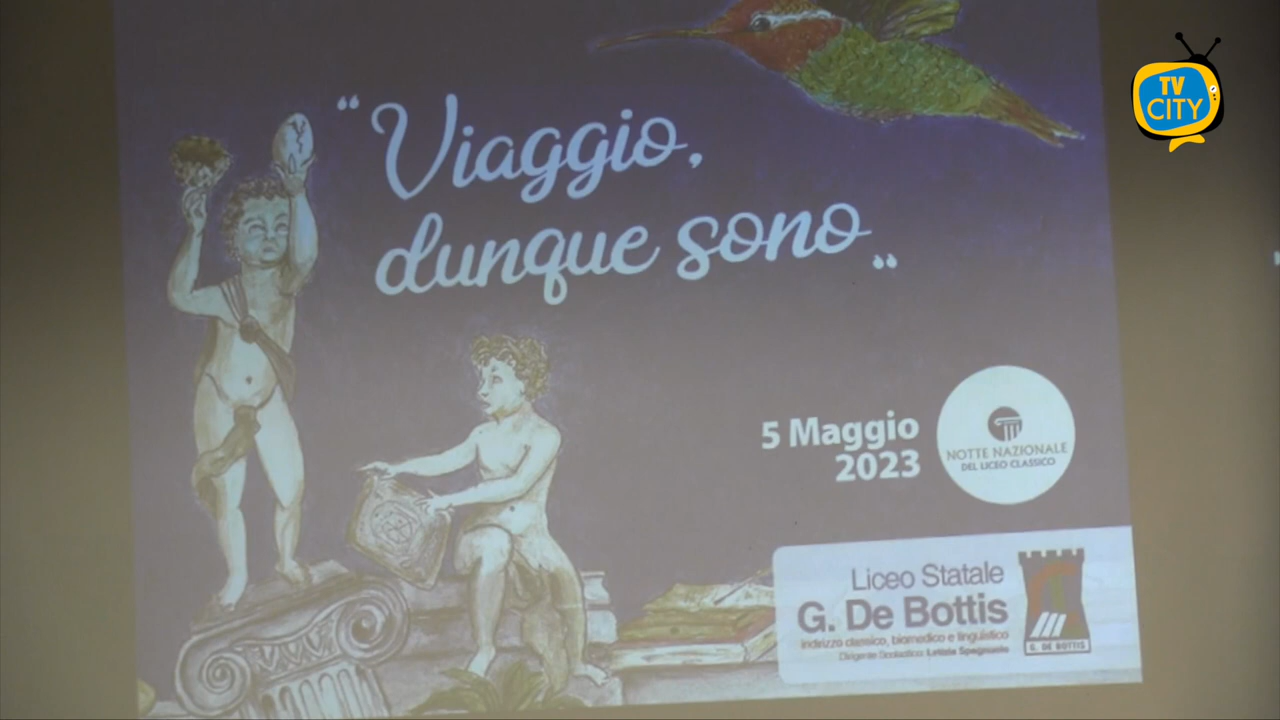 TV
CITY
“Viaggio,
dunque sono„
5 Maggio
2023
NOTTE NAZIONALE
DEL LICEO CLASSICO
Liceo Statale
G. De Bottis
indirizzo classico, biomedico e linguistico
Dirigente Scolastico: Letizia Spagnuolo
G. DE BOTTIS